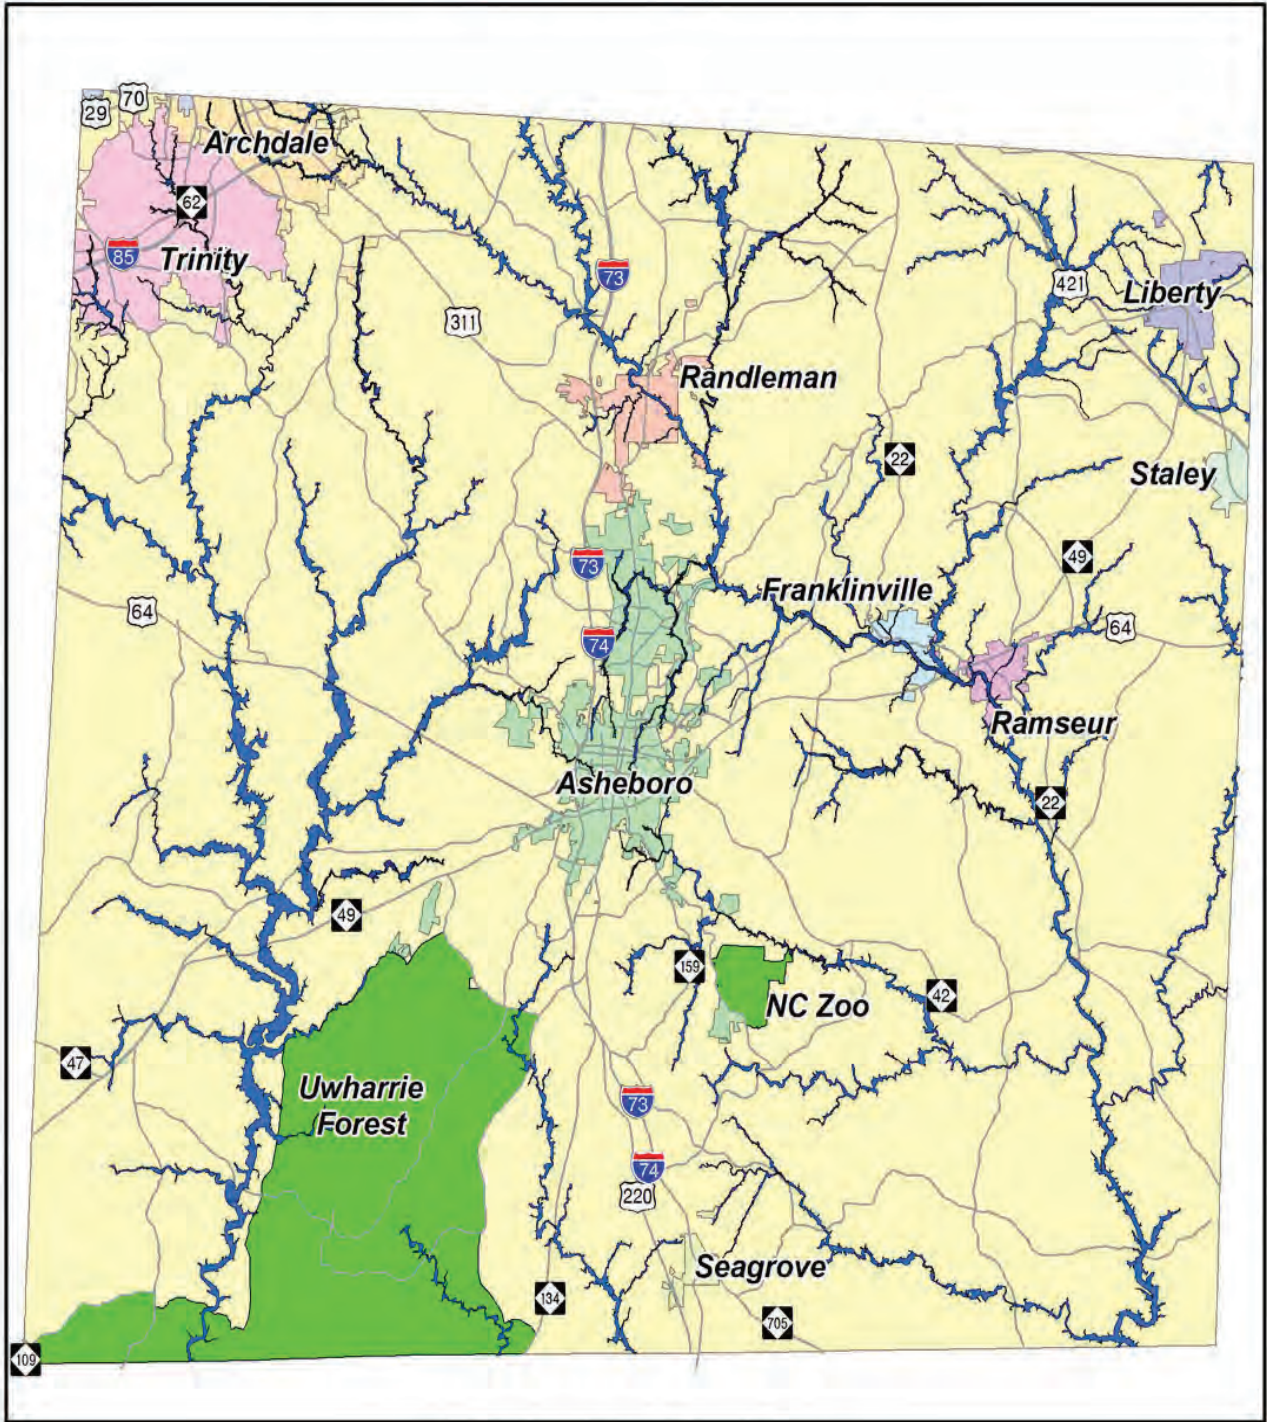 70
29
Archdale
62
85
Trinity
73
421
Liberty
311
Randleman
22
Staley
49
73
Franklinville
64
64
74
Ramseur
Asheboro
22
49
159
42
NC Zoo
47
Uwharrie
Forest
73
74
220
Seagrove
134
705
109